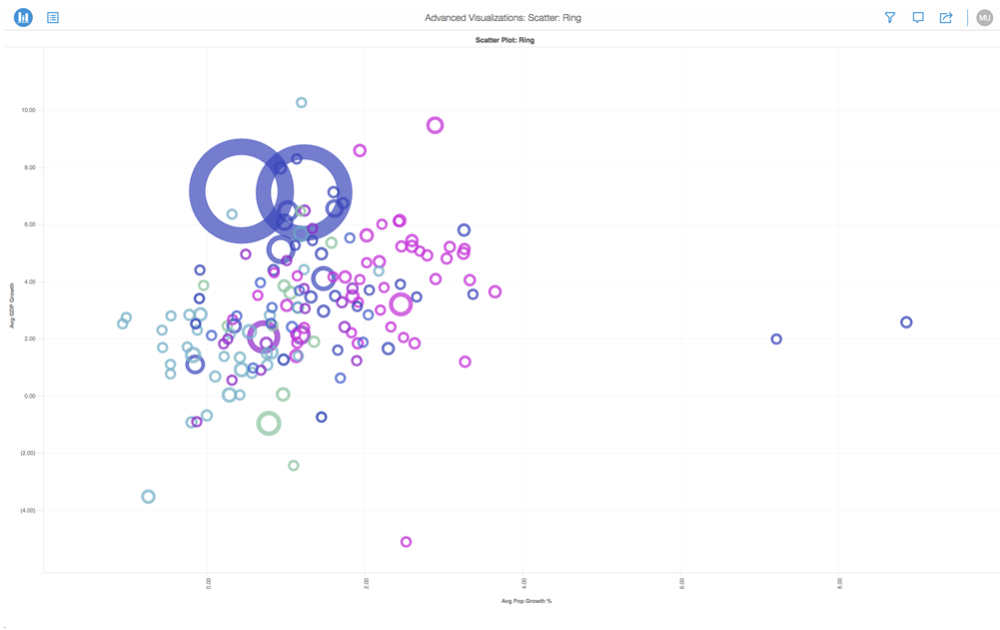 Advanced Visualizations: Scatter: Ring
MU
Scatter Plot: Ring
10.00
8.00
6.00
4.00
2.00
0.00
(2.00)
(4.00)
Avg GDP Growth
0.00
2.00
4.00
6.00
8.00
Avg Pop Growth %